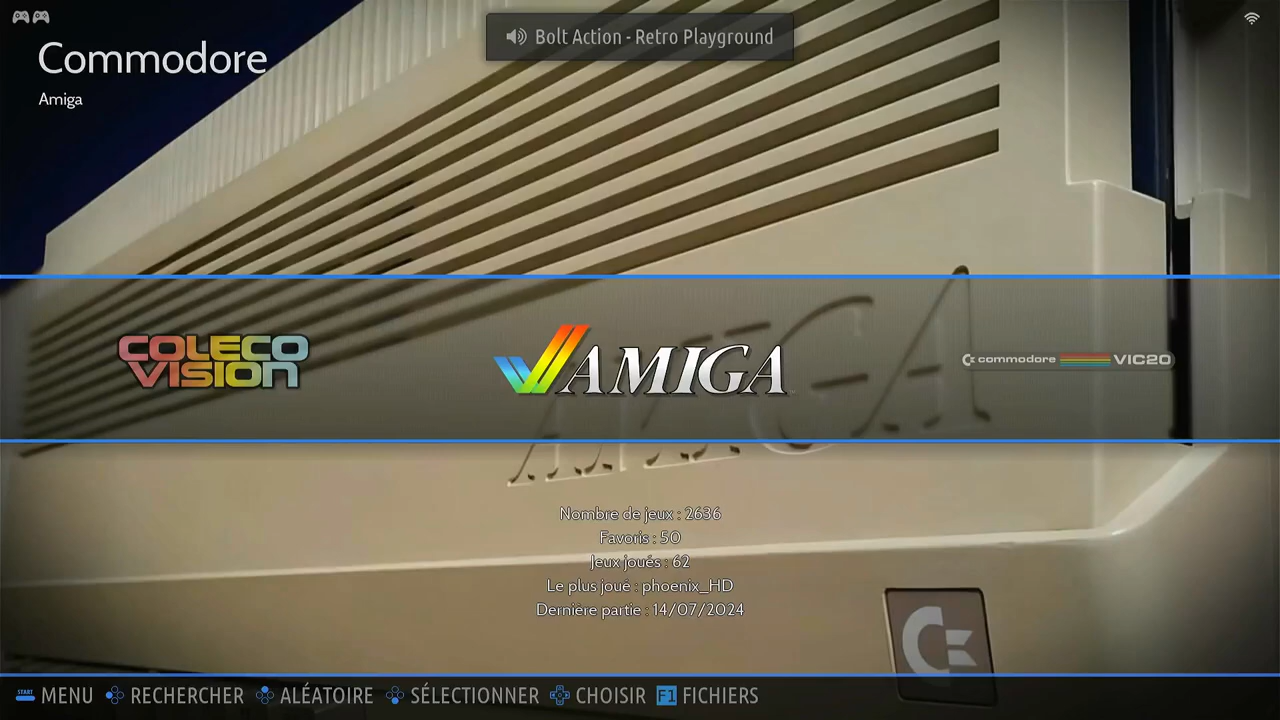 Commodore
Amiga
Bolt Action - Retro Playground
COLECO
VISION
AMIGA
commodore VIC20
AMIGA
Nombre de jeux : 2636
Favoris : 50
Jeux joués : 62
Le plus joué : phoenix_HD
Dernière partie : 14/07/2024
START MENU RECHERCHER ALÉATOIRE SÉLECTIONNER CHOISIR F1 FICHIERS